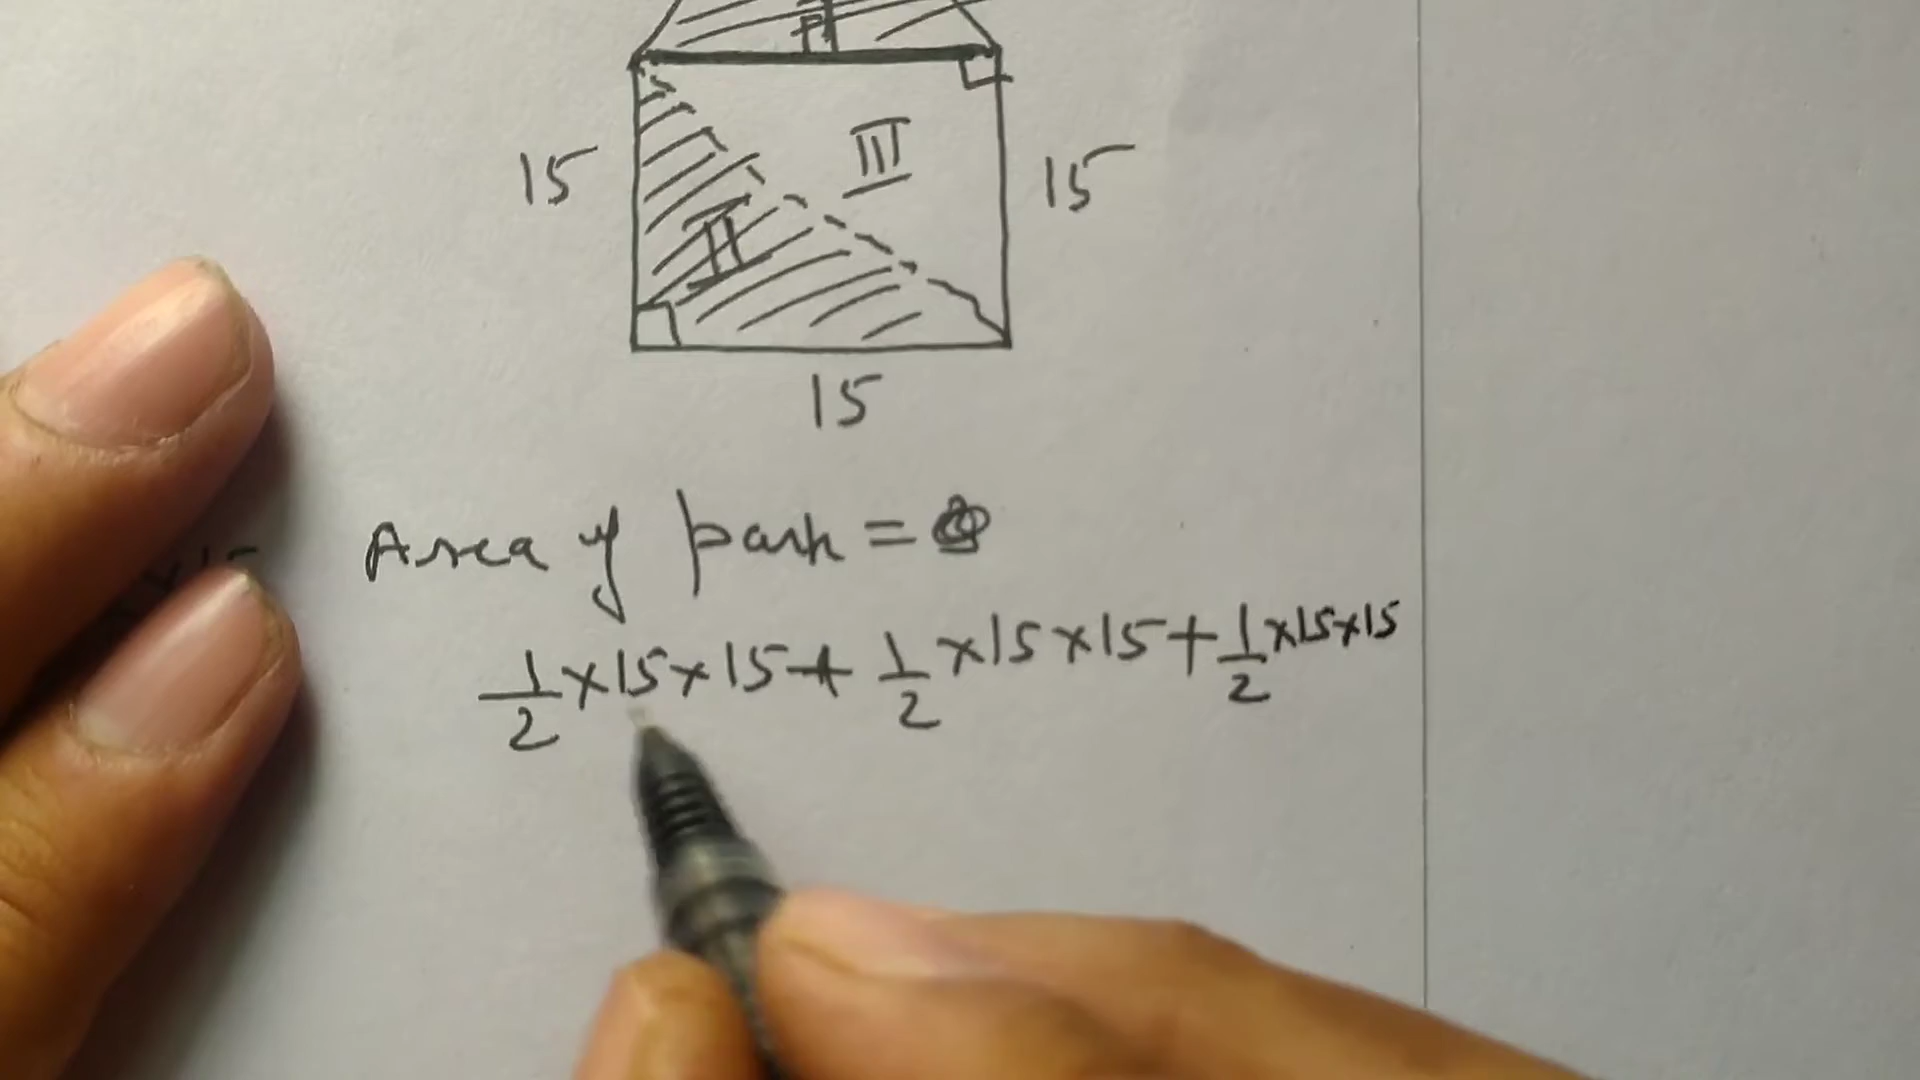 III
15
15
II
15
Area of park =
1/2 × 15 × 15 + 1/2 × 15 × 15 + 1/2 × 15 × 15